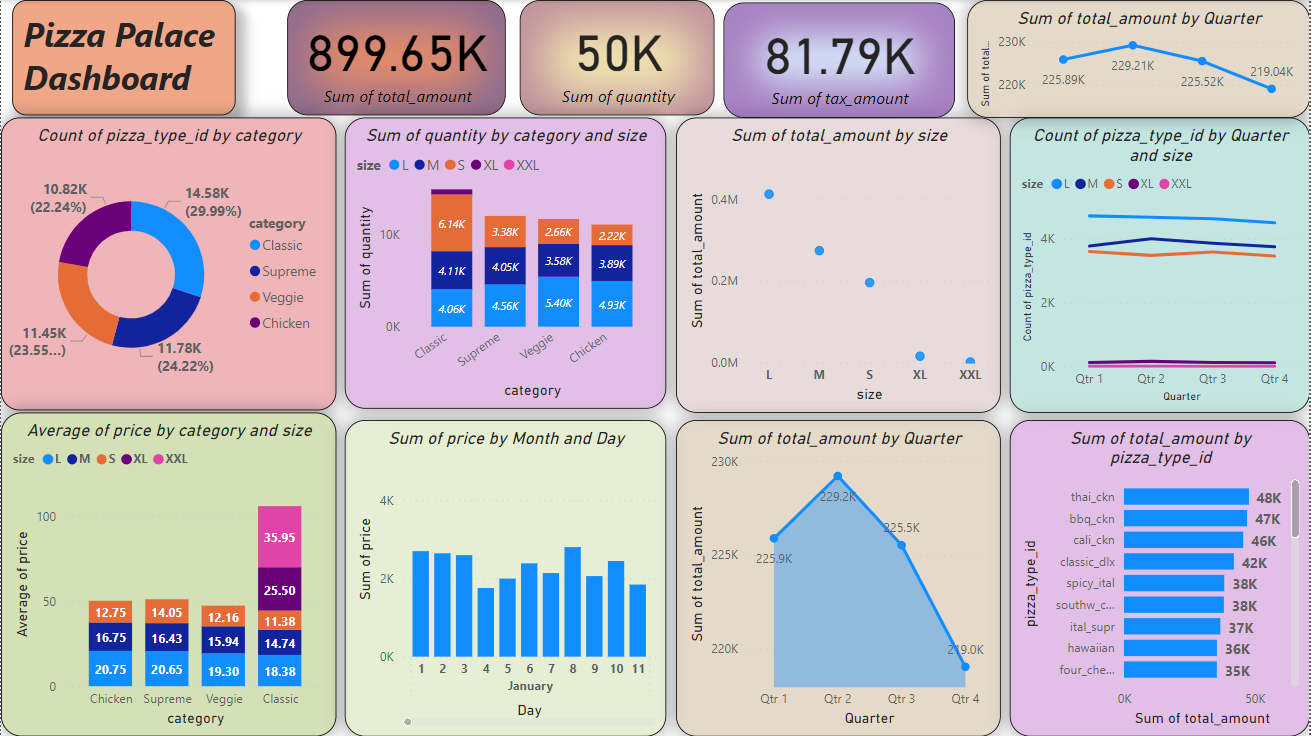 Pizza Palace
Dashboard
899.65K
Sum of total_amount
50K
Sum of quantity
81.79K
Sum of tax_amount
Sum of total_amount by Quarter
Sum of total...
230K
220K
225.89K
229.21K
225.52K
219.04K
Count of pizza_type_id by category
10.82K
(22.24%)
14.58K
(29.99%)
11.45K
(23.55...)
11.78K
(24.22%)
category
Classic
Supreme
Veggie
Chicken
Sum of quantity by category and size
size L M S XL XXL
Sum of quantity
10K
0K
6.14K
4.11K
4.06K
3.38K
4.05K
4.56K
2.66K
3.58K
5.40K
2.22K
3.89K
4.93K
Classic
Supreme
Veggie
Chicken
category
Sum of total_amount by size
Sum of total_amount
0.4M
0.2M
0.0M
L M S XL XXL
size
Count of pizza_type_id by Quarter
and size
size L M S XL XXL
Count of pizza_type_id
4K
2K
0K
Qtr 1 Qtr 2 Qtr 3 Qtr 4
Quarter
Average of price by category and size
size L M S XL XXL
Average of price
100
50
0
12.75
16.75
20.75
14.05
16.43
20.65
12.16
15.94
19.30
35.95
25.50
11.38
14.74
18.38
Chicken Supreme Veggie Classic
category
Sum of price by Month and Day
Sum of price
4K
2K
0K
1 2 3 4 5 6 7 8 9 10 11
January
Day
Sum of total_amount by Quarter
Sum of total_amount
230K
225K
220K
225.9K
229.2K
225.5K
219.0K
Qtr 1 Qtr 2 Qtr 3 Qtr 4
Quarter
Sum of total_amount by
pizza_type_id
pizza_type_id
thai_ckn 48K
bbq_ckn 47K
cali_ckn 46K
classic_dlx 42K
spicy_ital 38K
southw_c... 38K
ital_supr 37K
hawaiian 36K
four_che... 35K
0K 50K
Sum of total_amount